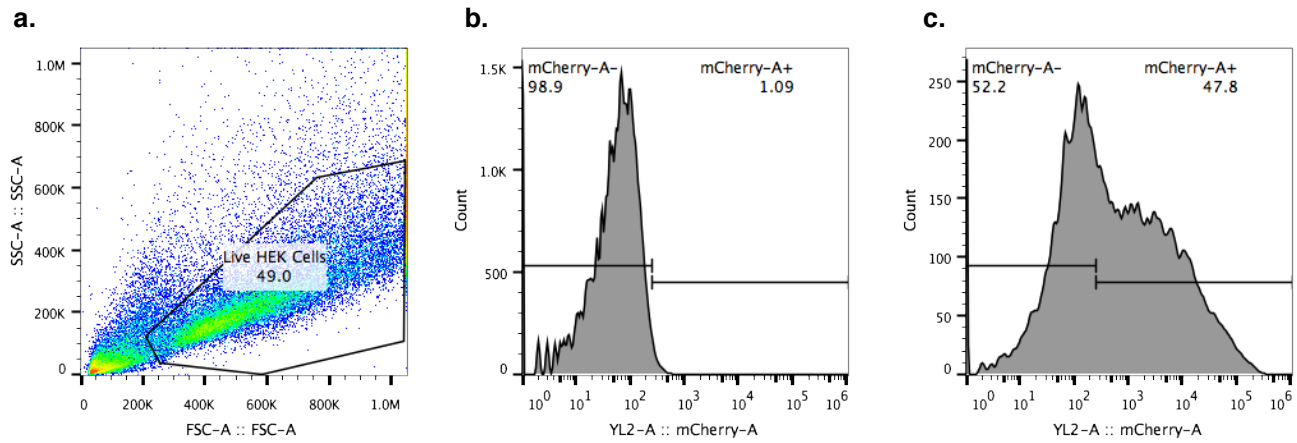 a.
SSC-A :: SSC-A
1.0M
800K
600K
400K
200K
0
Live HEK Cells
49.0
0 200K 400K 600K 800K 1.0M
FSC-A :: FSC-A
b.
Count
1.5K
1.0K
500
0
mCherry-A-
98.9
mCherry-A+
1.09
10^0 10^1 10^2 10^3 10^4 10^5 10^6
YL2-A :: mCherry-A
c.
Count
250
200
150
100
50
0
mCherry-A-
52.2
mCherry-A+
47.8
10^0 10^1 10^2 10^3 10^4 10^5 10^6
YL2-A :: mCherry-A